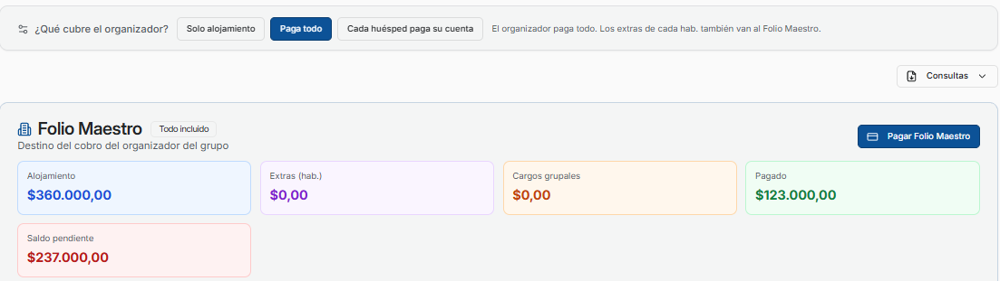 ¿Qué cubre el organizador? Solo alojamiento Paga todo Cada huésped paga su cuenta El organizador paga todo. Los extras de cada hab. también van al Folio Maestro.
Consultas
Folio Maestro Todo incluido
Destino del cobro del organizador del grupo
Pagar Folio Maestro
Alojamiento
$360.000,00
Extras (hab.)
$0,00
Cargos grupales
$0,00
Pagado
$123.000,00
Saldo pendiente
$237.000,00